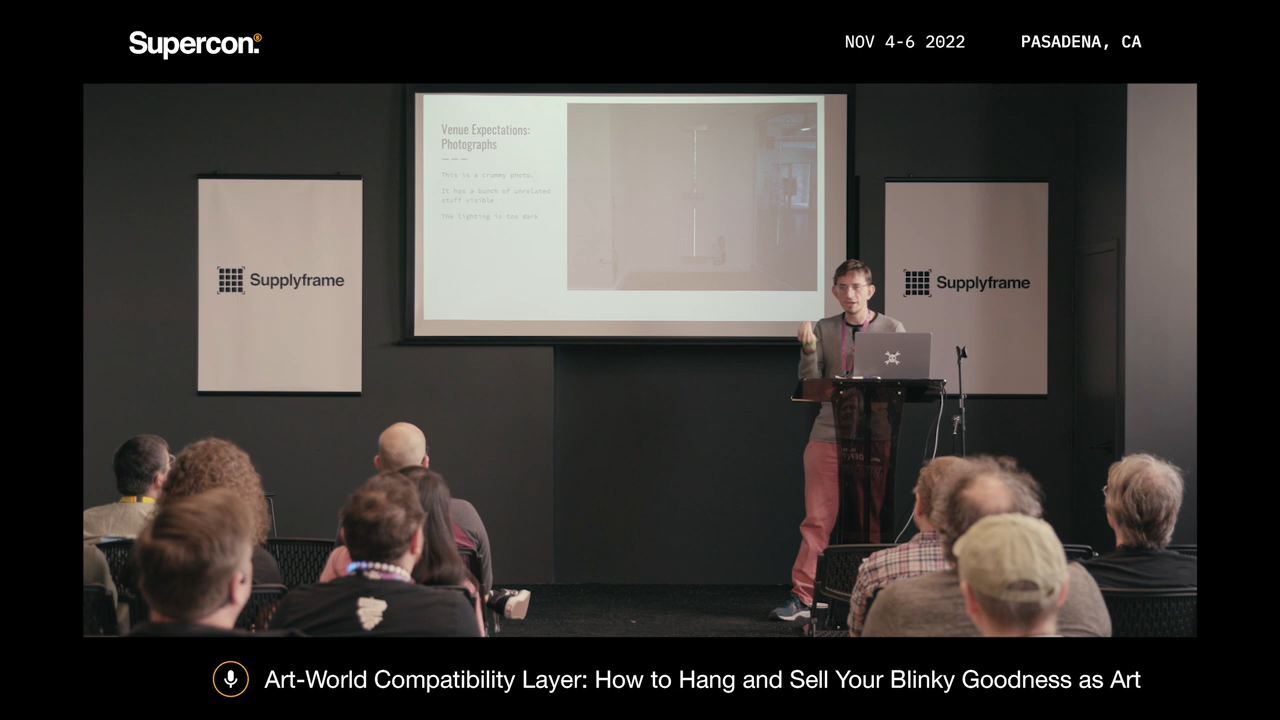 Supercon.6
NOV 4-6 2022
PASADENA, CA
Venue Expectations:
Photographs
This is a crummy photo.
It has a bunch of unrelated
stuff visible
The lighting is too dark
Supplyframe
Supplyframe
Art-World Compatibility Layer: How to Hang and Sell Your Blinky Goodness as Art